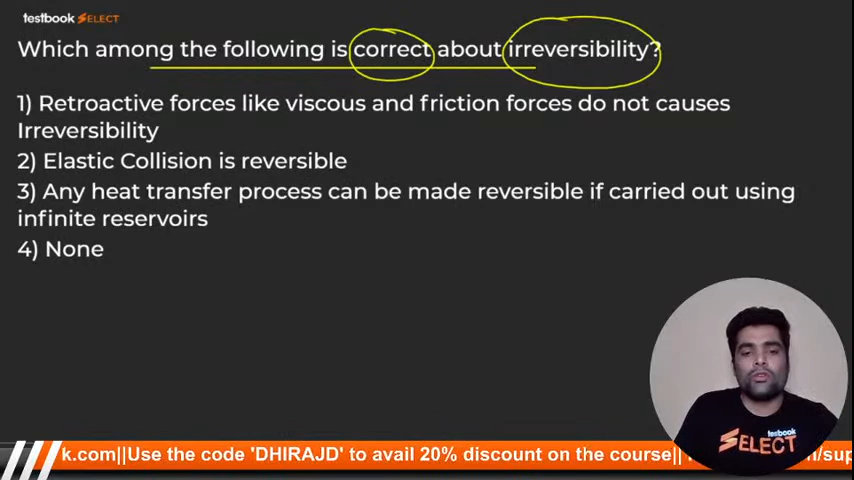 testbook SELECT
Which among the following is correct about irreversibility?
1) Retroactive forces like viscous and friction forces do not causes
Irreversibility
2) Elastic Collision is reversible
3) Any heat transfer process can be made reversible if carried out using
infinite reservoirs
4) None
testbook
SELECT
k.com||Use the code 'DHIRAJD' to avail 20% discount on the course||
/sup